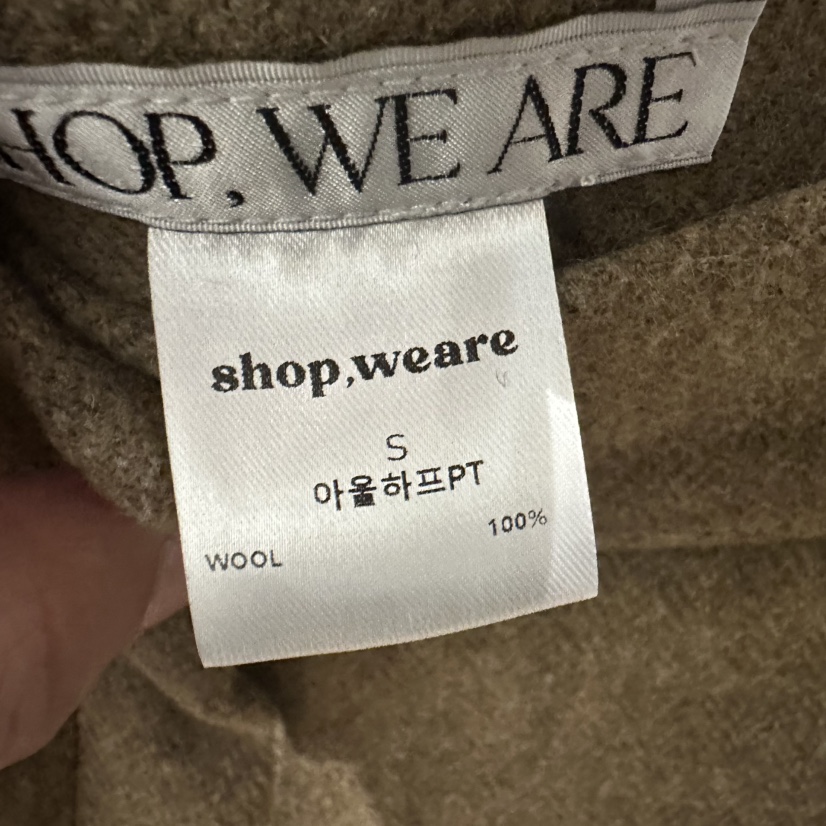 HOP, WE ARE
shop,weare
S
아울하프PT
WOOL 100%